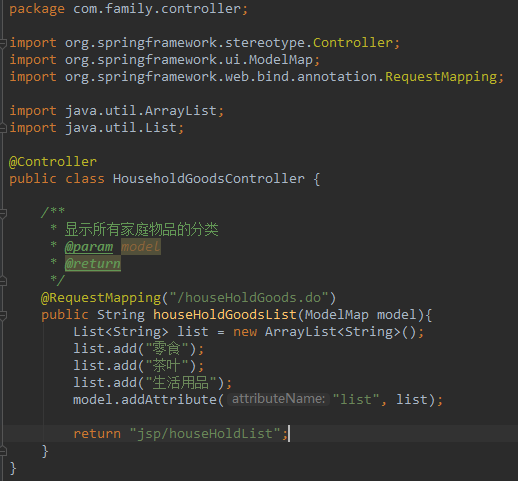 package com.family.controller;
import org.springframework.stereotype.Controller;
import org.springframework.ui.ModelMap;
import org.springframework.web.bind.annotation.RequestMapping;
import java.util.ArrayList;
import java.util.List;
@Controller
public class HouseholdGoodsController {
/**
* 显示所有家庭物品的分类
* @param model
* @return
*/
@RequestMapping("/houseHoldGoods.do")
public String houseHoldGoodsList(ModelMap model){
List<String> list = new ArrayList<String>();
list.add("零食");
list.add("茶叶");
list.add("生活用品");
model.addAttribute( attributeName: "list", list);
return "jsp/houseHoldList";
}
}